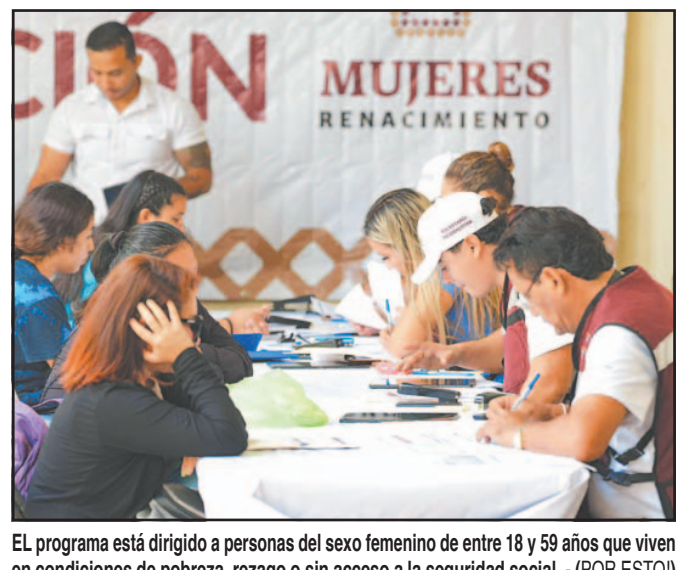 CIÓN
MUJERES
RENACIMIENTO
EL programa está dirigido a personas del sexo femenino de entre 18 y 59 años que viven
en condiciones de pobreza, rezago o sin acceso a la seguridad social. - (POR ESTO!)